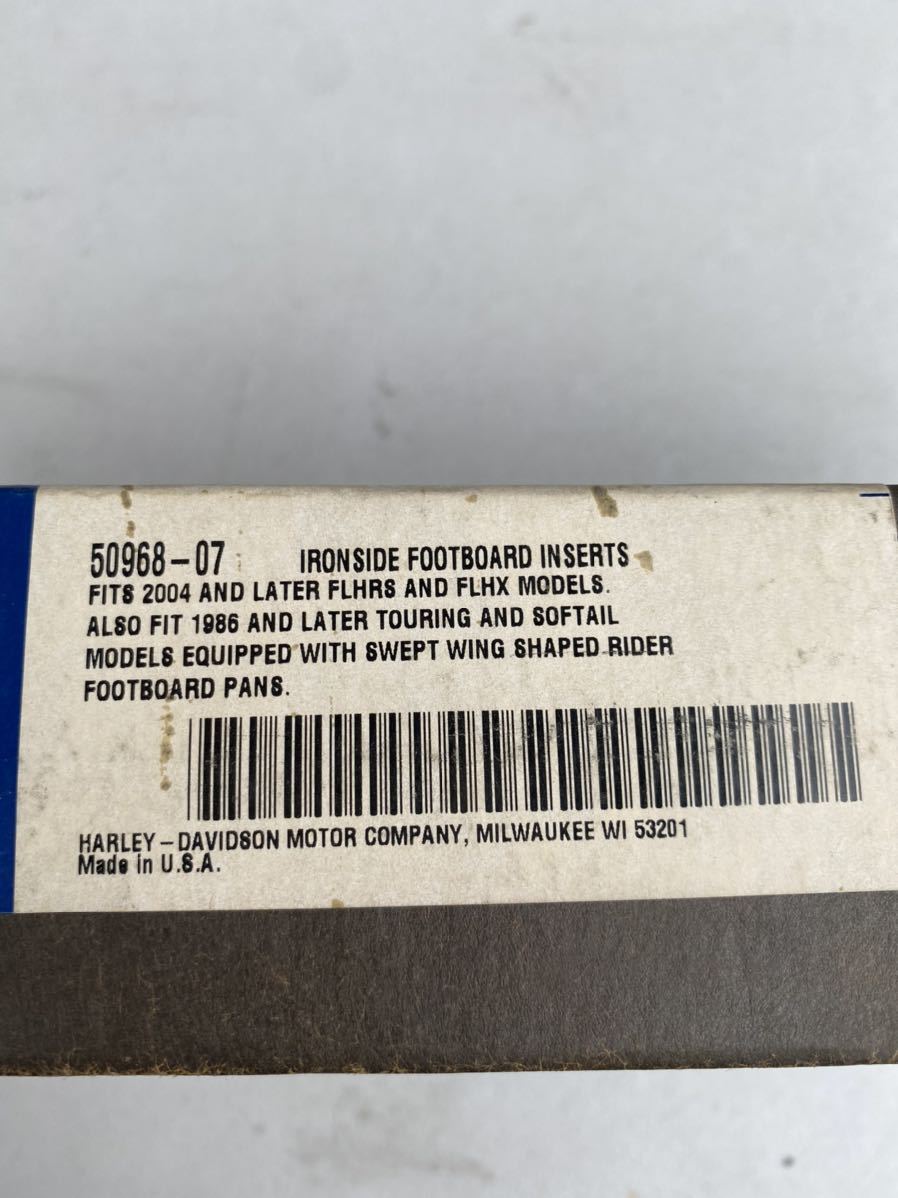 50968-07 IRONSIDE FOOTBOARD INSERTS
FITS 2004 AND LATER FLHRS AND FLHX MODELS.
ALSO FIT 1986 AND LATER TOURING AND SOFTAIL
MODELS EQUIPPED WITH SWEPT WING SHAPED RIDER
FOOTBOARD PANS.
HARLEY-DAVIDSON MOTOR COMPANY, MILWAUKEE WI 53201
Made in U.S.A.